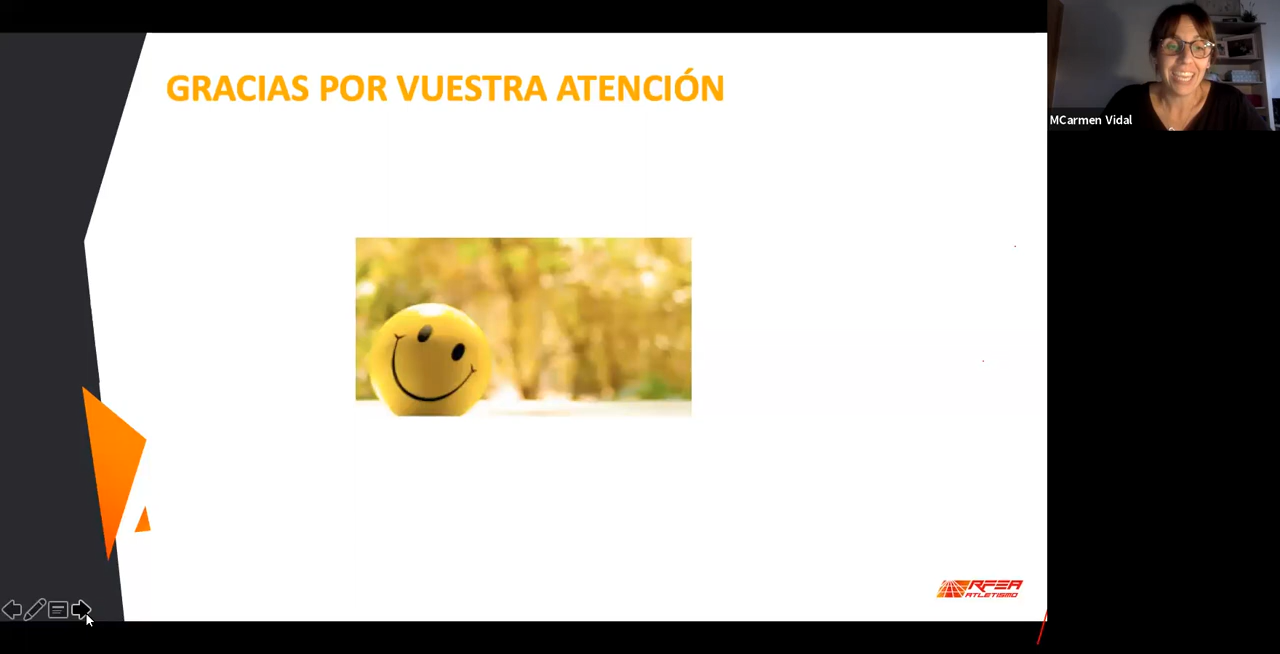 GRACIAS POR VUESTRA ATENCIÓN
MCarmen Vidal
RFEA
ATLETISMO